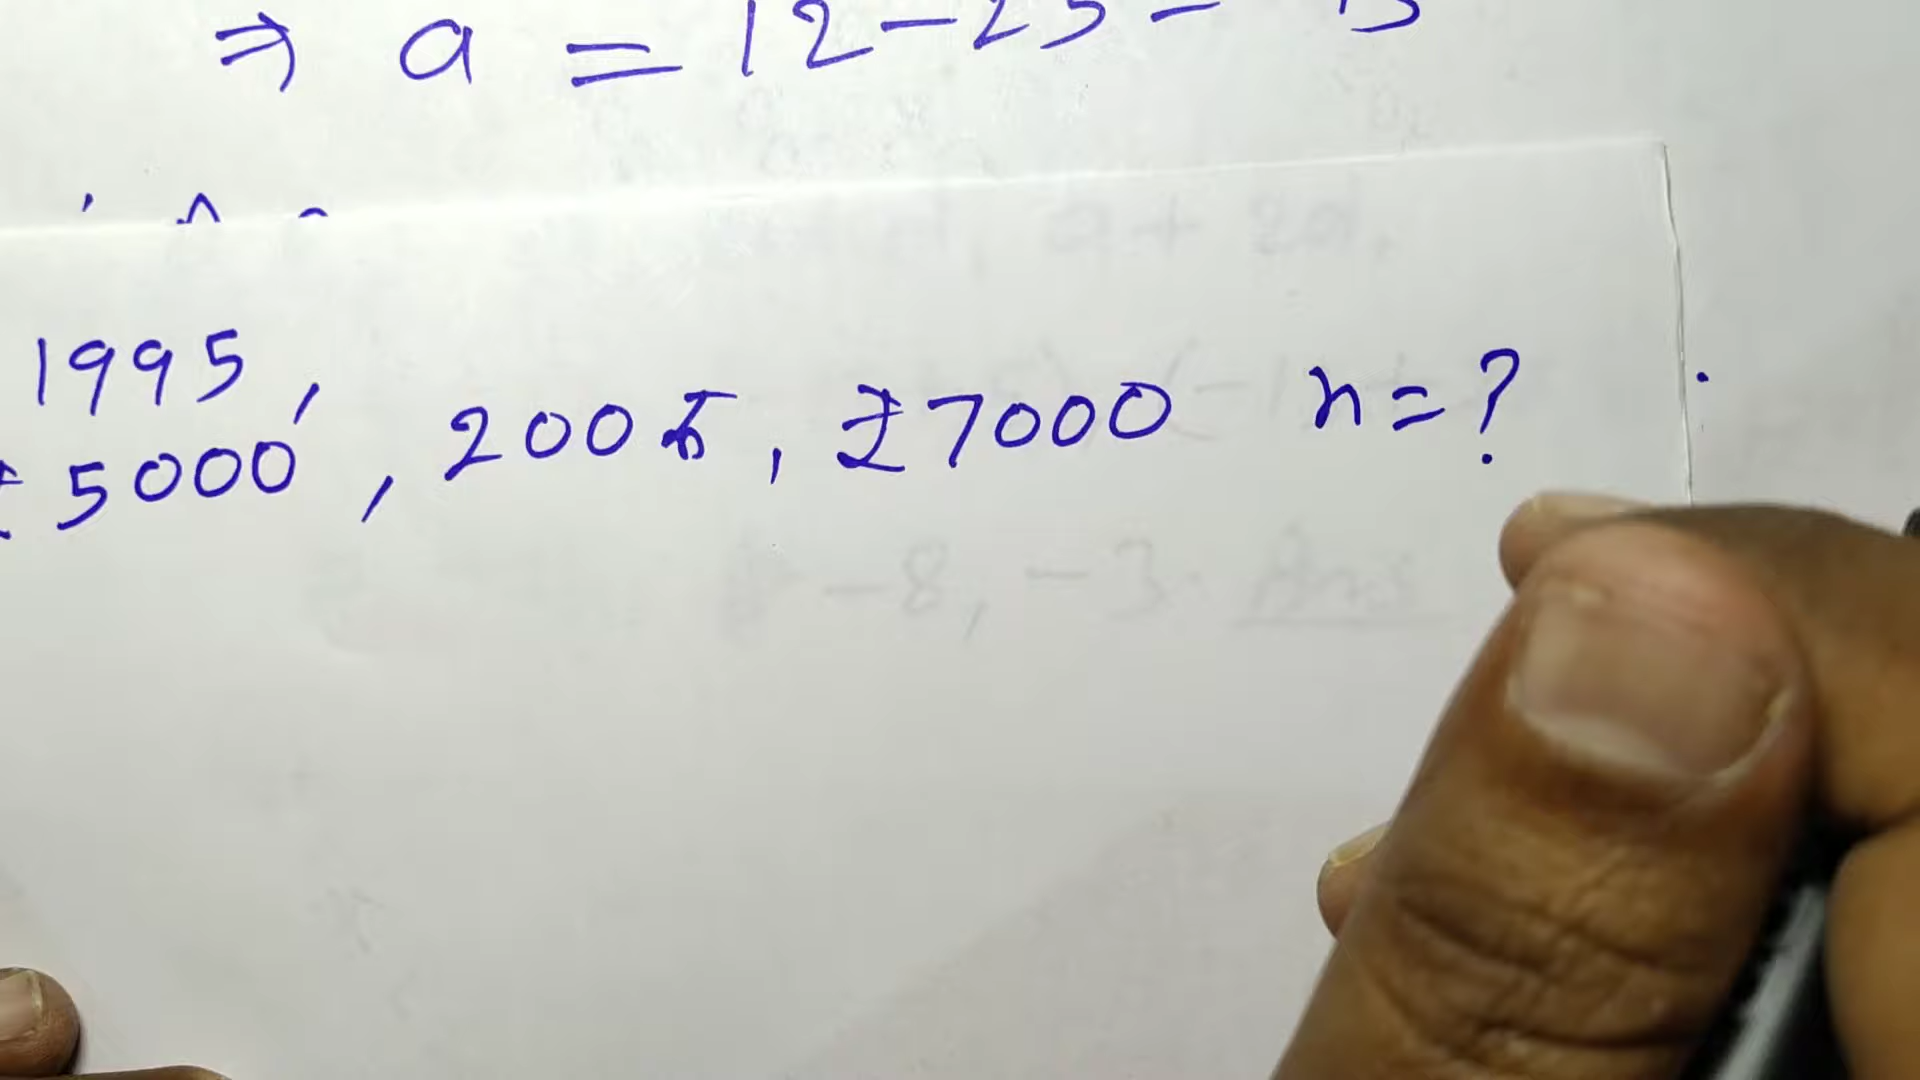 ⇒ a = 12-25 = 13
1995,
₹ 5000, 2005, ₹7000 n=?